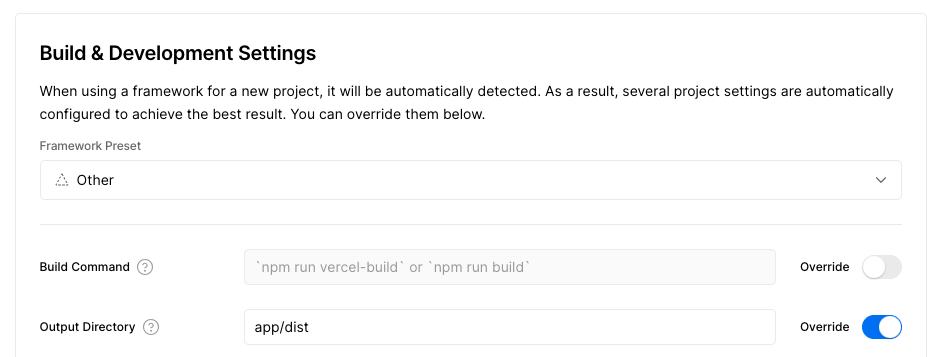 Build & Development Settings
When using a framework for a new project, it will be automatically detected. As a result, several project settings are automatically
configured to achieve the best result. You can override them below.
Framework Preset
Other
Build Command ? `npm run vercel-build` or `npm run build` Override
Output Directory ? app/dist Override